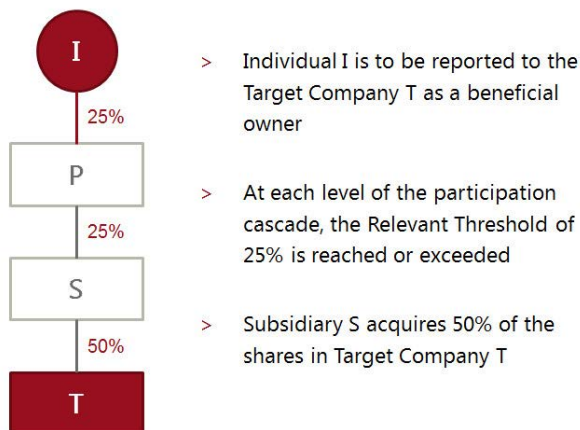 I
25%
P
25%
S
50%
T
> Individual I is to be reported to the
Target Company T as a beneficial
owner
> At each level of the participation
cascade, the Relevant Threshold of
25% is reached or exceeded
> Subsidiary S acquires 50% of the
shares in Target Company T